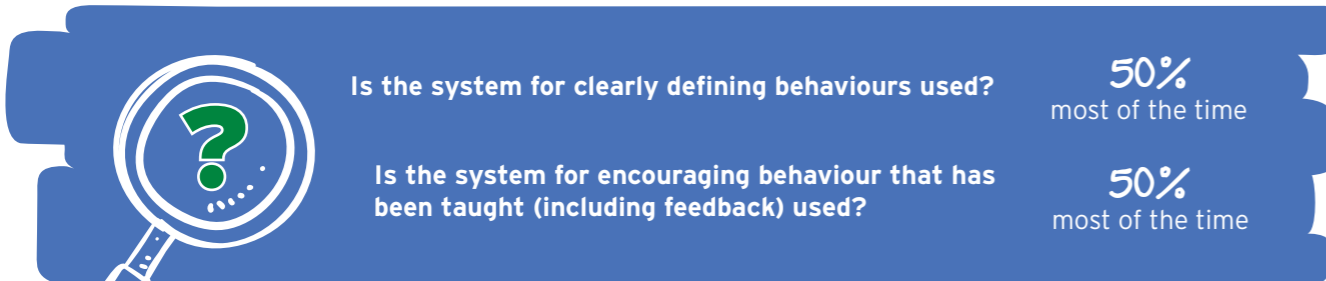 ?
Is the system for clearly defining behaviours used?
50%
most of the time
Is the system for encouraging behaviour that has
been taught (including feedback) used?
50%
most of the time